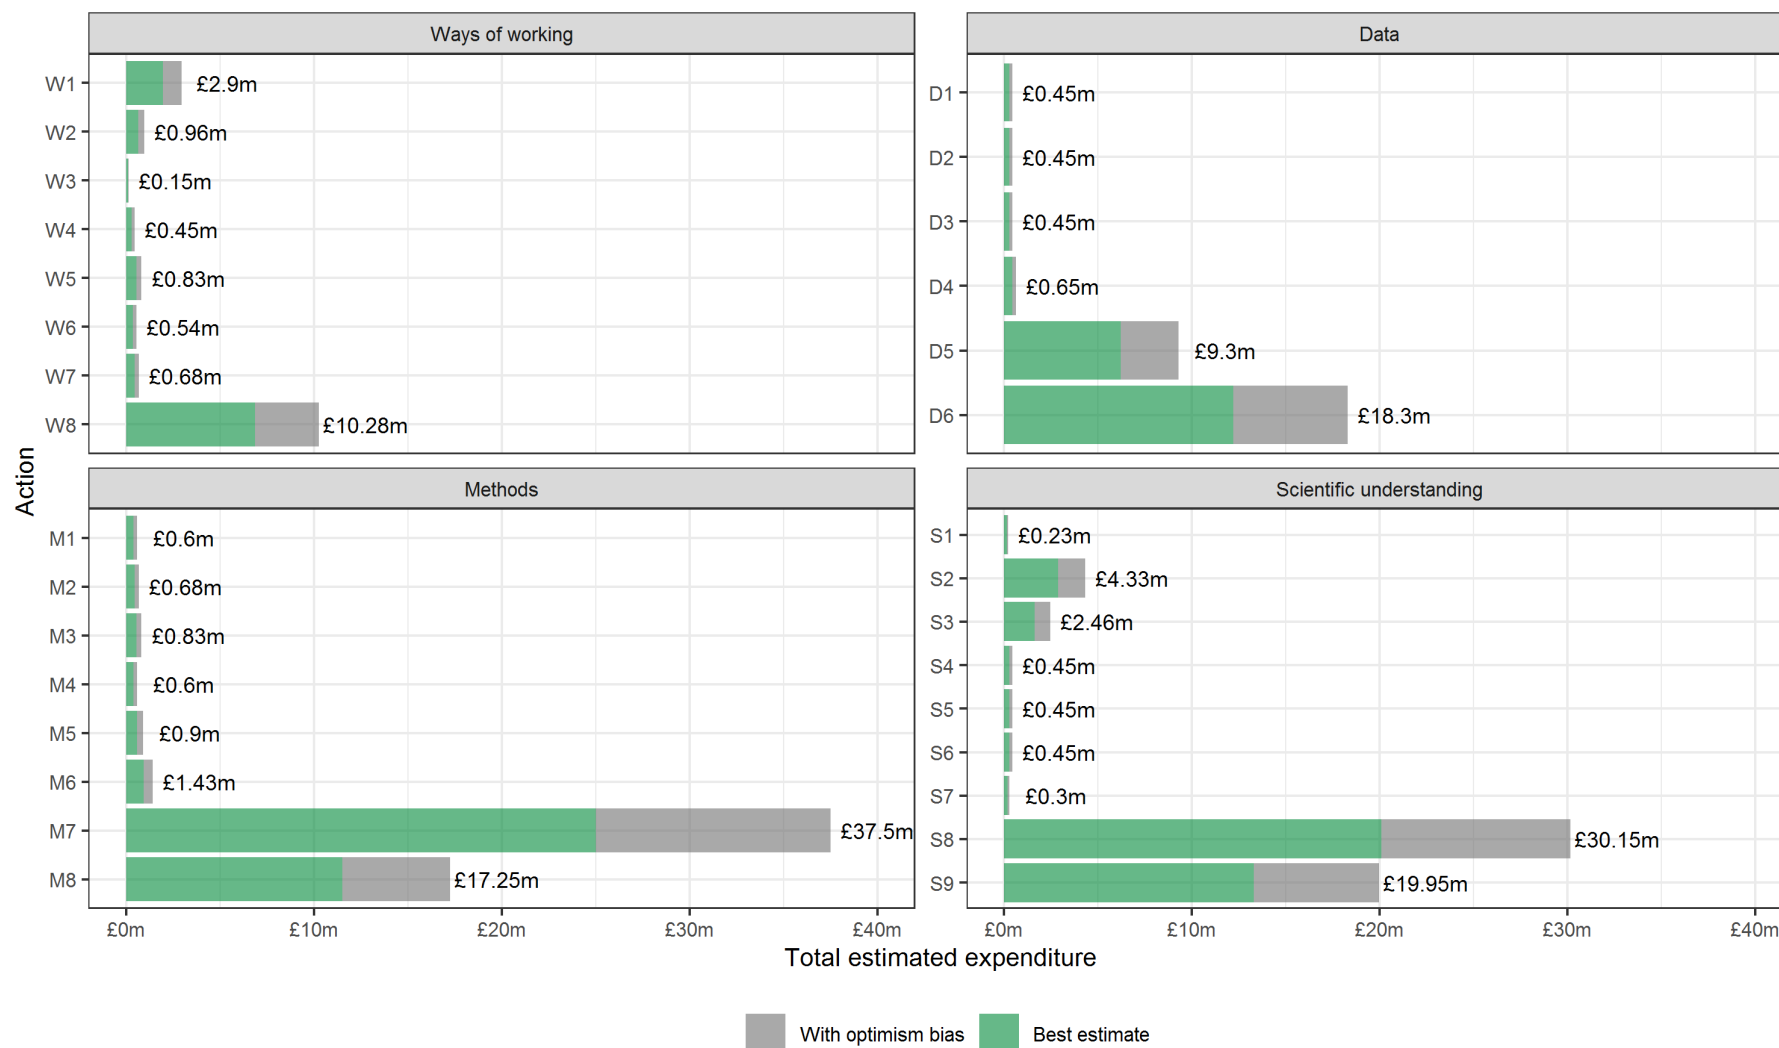 Ways of working
W1 £2.9m
W2 £0.96m
W3 £0.15m
W4 £0.45m
W5 £0.83m
W6 £0.54m
W7 £0.68m
W8 £10.28m
Data
D1 £0.45m
D2 £0.45m
D3 £0.45m
D4 £0.65m
D5 £9.3m
D6 £18.3m
Action
Methods
M1 £0.6m
M2 £0.68m
M3 £0.83m
M4 £0.6m
M5 £0.9m
M6 £1.43m
M7 £37.5m
M8 £17.25m
£0m £10m £20m £30m £40m
Scientific understanding
S1 £0.23m
S2 £4.33m
S3 £2.46m
S4 £0.45m
S5 £0.45m
S6 £0.45m
S7 £0.3m
S8 £30.15m
S9 £19.95m
£0m £10m £20m £30m £40m
Total estimated expenditure
With optimism bias Best estimate